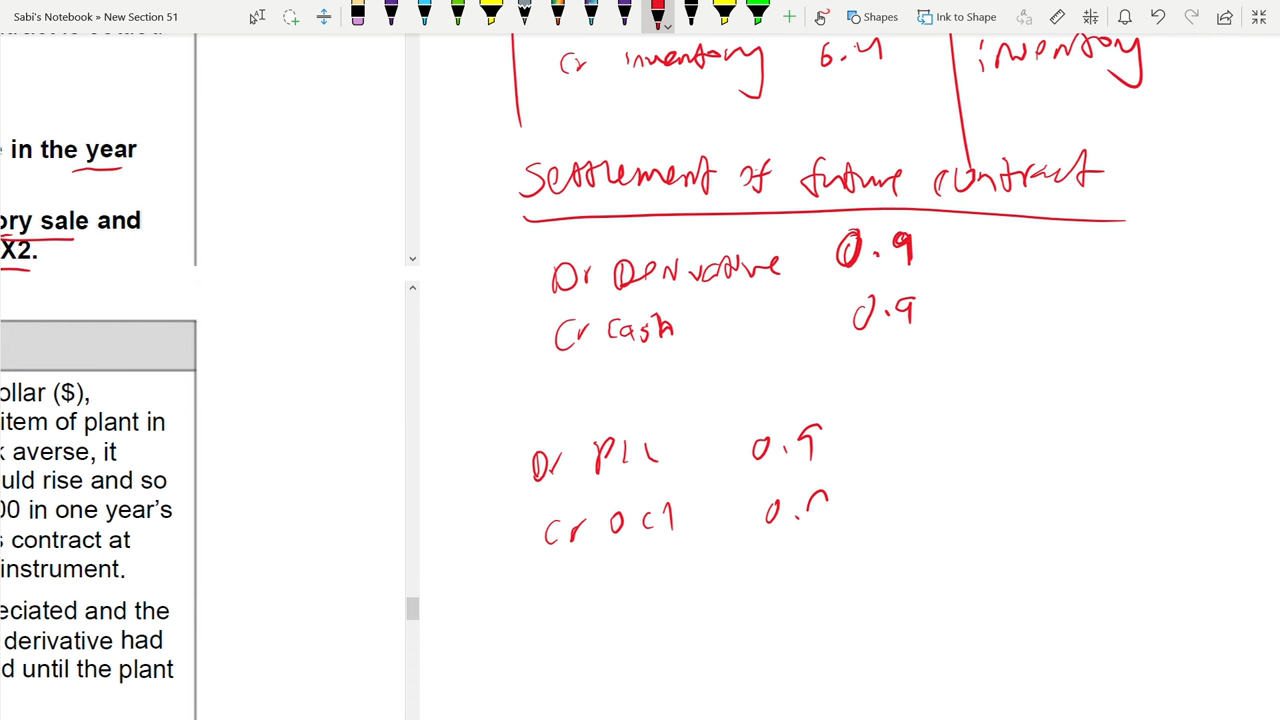 Sabi's Notebook » New Section 51
Shapes
Ink to Shape
Cr inventory 6.4
inventory
e in the year
Settlement of future contract
ory sale and
X2.
Dr Derivative 0.9
Cr Cash 0.9
ollar ($),
item of plant in
k averse, it
uld rise and so
00 in one year's
s contract at
instrument.
Dr P/L 0.9
Cr OCI 0.
eciated and the
derivative had
d until the plant